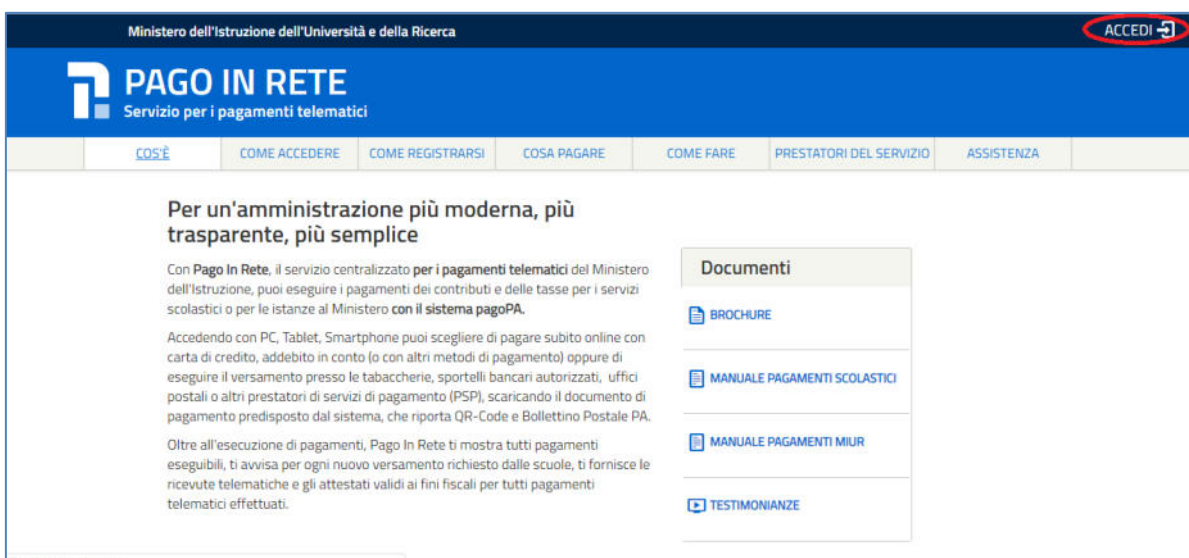 Ministero dell'Istruzione dell'Università e della Ricerca
ACCEDI
PAGO IN RETE
Servizio per i pagamenti telematici
COS'È
COME ACCEDERE
COME REGISTRARSI
COSA PAGARE
COME FARE
PRESTATORI DEL SERVIZIO
ASSISTENZA
Per un'amministrazione più moderna, più
trasparente, più semplice
Con Pago In Rete, il servizio centralizzato per i pagamenti telematici del Ministero
dell'Istruzione, puoi eseguire i pagamenti dei contributi e delle tasse per i servizi
scolastici o per le istanze al Ministero con il sistema pagoPA.
Accedendo con PC, Tablet, Smartphone puoi scegliere di pagare subito online con
carta di credito, addebito in conto (o con altri metodi di pagamento) oppure di
eseguire il versamento presso le tabaccherie, sportelli bancari autorizzati, uffici
postali o altri prestatori di servizi di pagamento (PSP), scaricando il documento di
pagamento predisposto dal sistema, che riporta QR-Code e Bollettino Postale PA.
Oltre all'esecuzione di pagamenti, Pago In Rete ti mostra tutti pagamenti
eseguibili, ti avvisa per ogni nuovo versamento richiesto dalle scuole, ti fornisce le
ricevute telematiche e gli attestati validi ai fini fiscali per tutti pagamenti
telematici effettuati.
Documenti
BROCHURE
MANUALE PAGAMENTI SCOLASTICI
MANUALE PAGAMENTI MIUR
TESTIMONIANZE